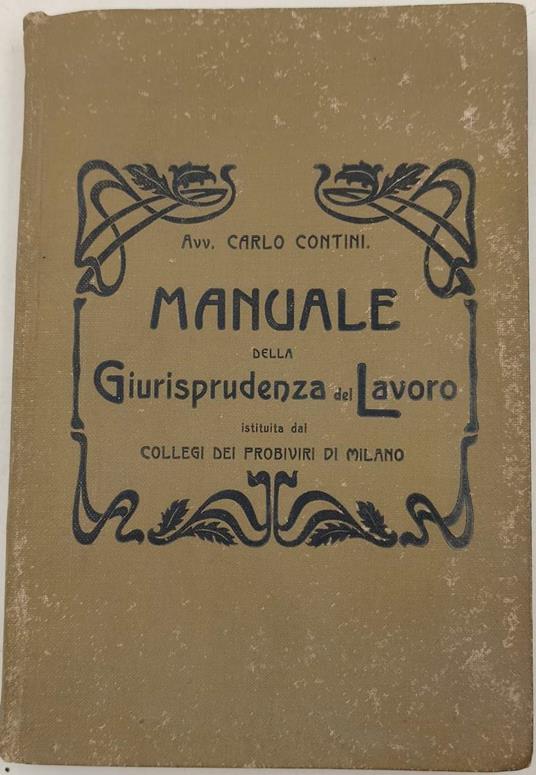 Avv. CARLO CONTINI.
MANUALE
DELLA
Giurisprudenza del Lavoro
istituita dai
COLLEGI DEI PROBIVIRI DI MILANO